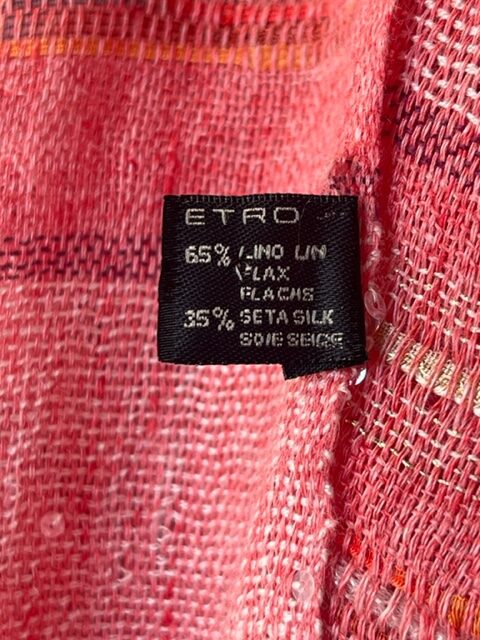 ETRO
65% LINO LIN
FLAX
FLACHS
35% SETA SILK
SOIE SEIDE